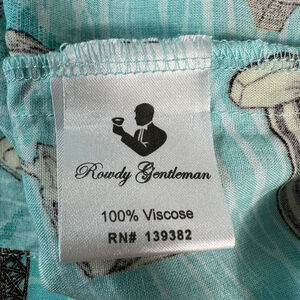 Rowdy Gentleman
100% Viscose
RN# 139382